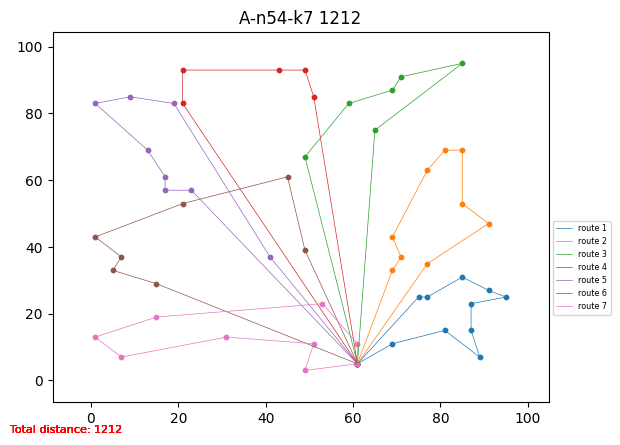 A-n54-k7 1212
100
80
60
40
20
0
0 20 40 60 80 100
route 1
route 2
route 3
route 4
route 5
route 6
route 7
Total distance: 1212